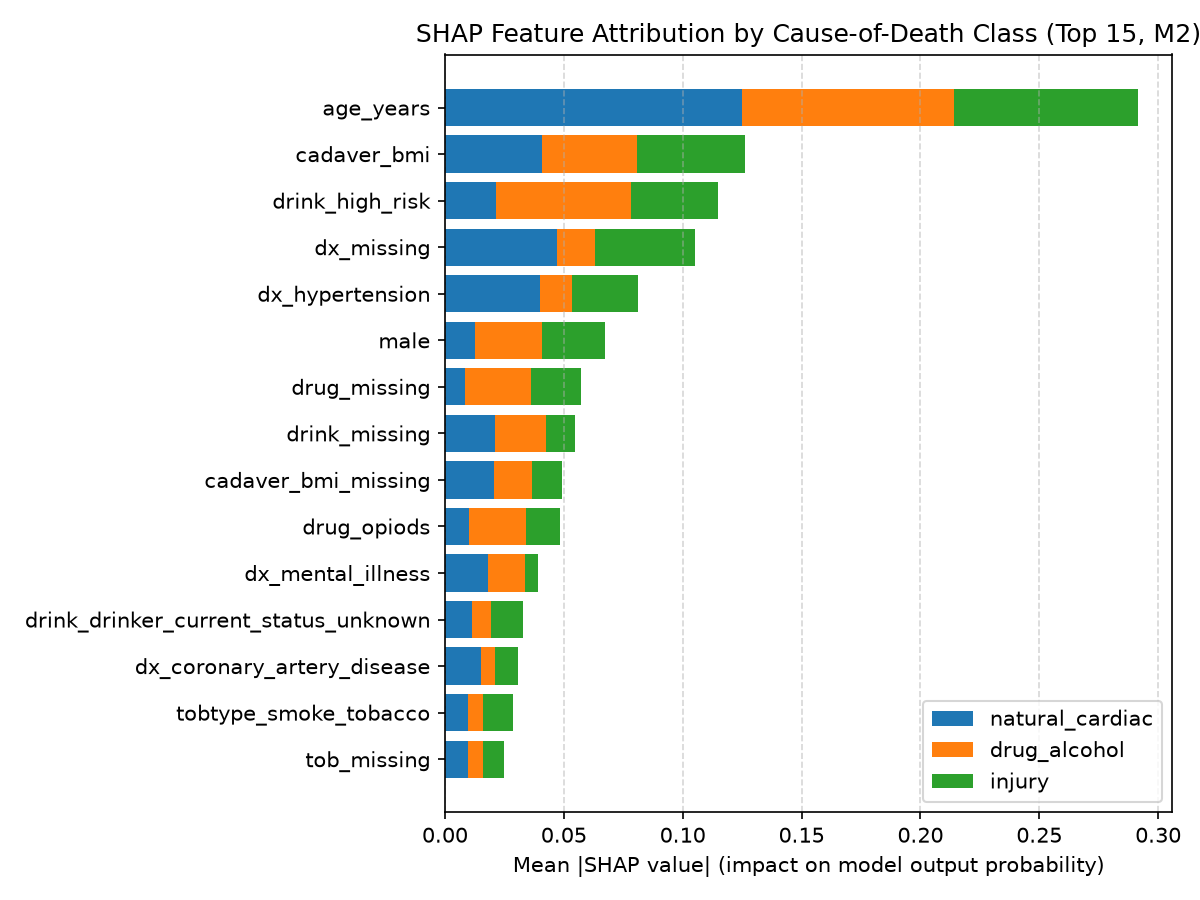 SHAP Feature Attribution by Cause-of-Death Class (Top 15, M2)
age_years
cadaver_bmi
drink_high_risk
dx_missing
dx_hypertension
male
drug_missing
drink_missing
cadaver_bmi_missing
drug_opiods
dx_mental_illness
drink_drinker_current_status_unknown
dx_coronary_artery_disease
tobtype_smoke_tobacco
tob_missing
natural_cardiac
drug_alcohol
injury
0.00 0.05 0.10 0.15 0.20 0.25 0.30
Mean |SHAP value| (impact on model output probability)